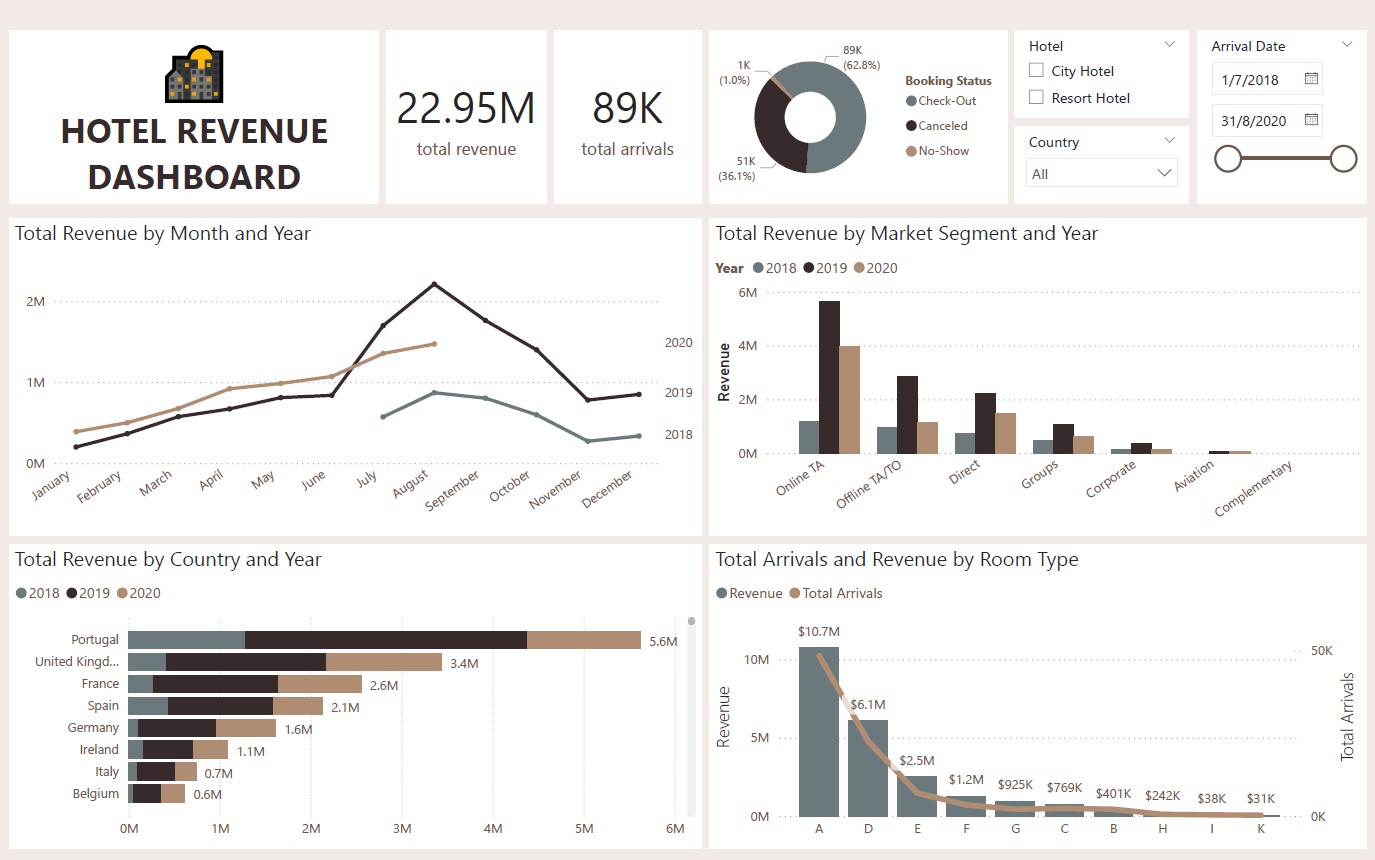 HOTEL REVENUE
DASHBOARD
22.95M
total revenue
89K
total arrivals
89K
(62.8%)
1K
(1.0%)
51K
(36.1%)
Booking Status
Check-Out
Canceled
No-Show
Hotel
City Hotel
Resort Hotel
Country
All
Arrival Date
1/7/2018
31/8/2020
Total Revenue by Month and Year
2M
1M
0M
2020
2019
2018
January
February
March
April
May
June
July
August
September
October
November
December
Total Revenue by Market Segment and Year
Year 2018 2019 2020
Revenue
6M
4M
2M
0M
Online TA
Offline TA/TO
Direct
Groups
Corporate
Aviation
Complementary
Total Revenue by Country and Year
2018 2019 2020
Portugal 5.6M
United Kingd... 3.4M
France 2.6M
Spain 2.1M
Germany 1.6M
Ireland 1.1M
Italy 0.7M
Belgium 0.6M
0M 1M 2M 3M 4M 5M 6M
Total Arrivals and Revenue by Room Type
Revenue Total Arrivals
Revenue
10M
5M
0M
$10.7M
$6.1M
$2.5M
$1.2M
$925K
$769K
$401K
$242K
$38K
$31K
50K
0K
Total Arrivals
A D E F G C B H I K